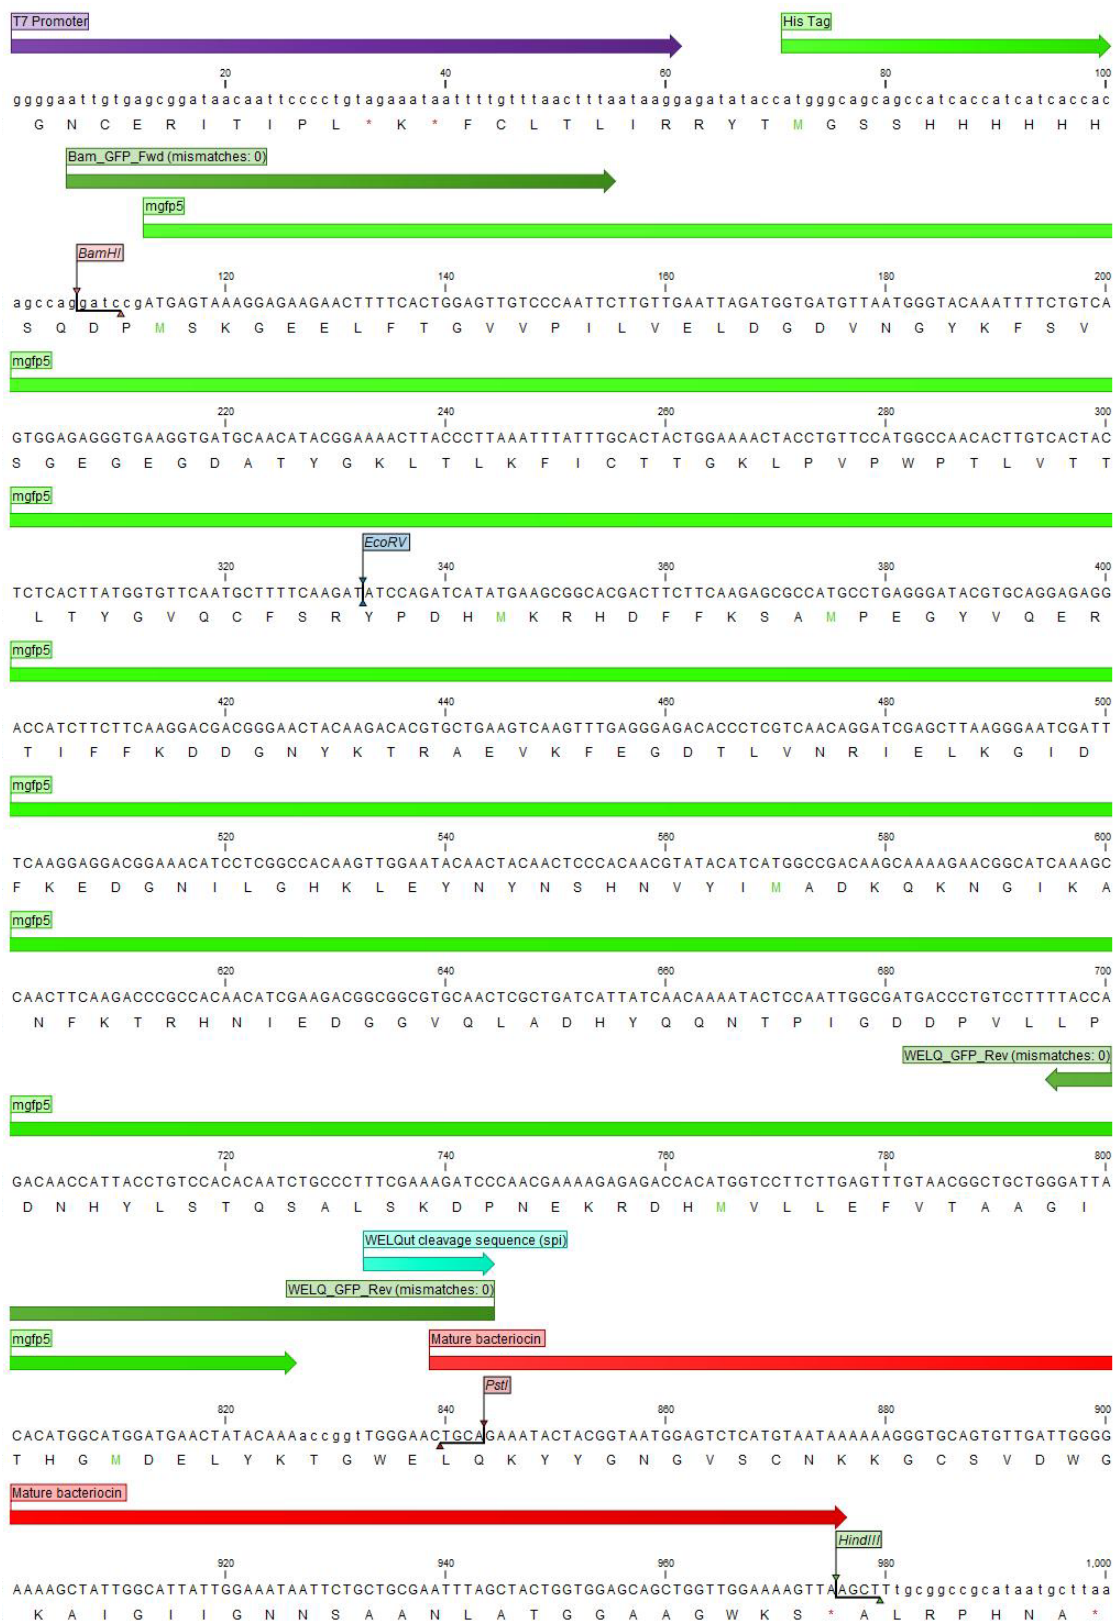 T7 Promoter His Tag
20 40 60 80 100
ggggaattgtgagcggataacaattcccctgtagaaataattttgtttaactttaataaggagatataccatgggcagcagccatcaccatcatcaccac
G N C E R I T I P L * K * F C L T L I R R Y T M G S S H H H H H H
Bam_GFP_Fwd (mismatches: 0)
mgfp5
BamHI
120 140 160 180 200
agccaggatccgATGAGTAAAGGAGAAGAACTTTTCACTGGAGTTGTCCCAATTCTTGTTGAATTAGATGGTGATGTTAATGGGTACAAATTTTCTGTCA
S Q D P M S K G E E L F T G V V P I L V E L D G D V N G Y K F S V
mgfp5
220 240 260 280 300
GTGGAGAGGGTGAAGGTGATGCAACATACGGAAAACTTACCCTTAAATTTATTTGCACTACTGGAAAACTACCTGTTCCATGGCCAACACTTGTCACTAC
S G E G E G D A T Y G K L T L K F I C T T G K L P V P W P T L V T T
mgfp5
EcoRV
320 340 360 380 400
TCTCACTTATGGTGTTCAATGCTTTTCAAGATATCCAGATCATATGAAGCGGCACGACTTCTTCAAGAGCGCCATGCCTGAGGGATACGTGCAGGAGAGG
L T Y G V Q C F S R Y P D H M K R H D F F K S A M P E G Y V Q E R
mgfp5
420 440 460 480 500
ACCATCTTCTTCAAGGACGACGGGAACTACAAGACACGTGCTGAAGTCAAGTTTGAGGGAGACACCCTCGTCAACAGGATCGAGCTTAAGGGAATCGATT
T I F F K D D G N Y K T R A E V K F E G D T L V N R I E L K G I D
mgfp5
520 540 560 580 600
TCAAGGAGGACGGAAACATCCTCGGCCACAAGTTGGAATACAACTACAACTCCCACAACGTATACATCATGGCCGACAAGCAAAAGAACGGCATCAAAGC
F K E D G N I L G H K L E Y N Y N S H N V Y I M A D K Q K N G I K A
mgfp5
620 640 660 680 700
CAACTTCAAGACCCGCCACAACATCGAAGACGGCGGCGTGCAACTCGCTGATCATTATCAACAAAATACTCCAATTGGCGATGACCCTGTCCTTTTACCA
N F K T R H N I E D G G V Q L A D H Y Q Q N T P I G D D P V L L P
WELQ_GFP_Rev (mismatches: 0)
mgfp5
720 740 760 780 800
GACAACCATTACCTGTCCACACAATCTGCCCTTTCGAAAGATCCCAACGAAAAGAGAGACCACATGGTCCTTCTTGAGTTTGTAACGGCTGCTGGGATTA
D N H Y L S T Q S A L S K D P N E K R D H M V L L E F V T A A G I
WELQut cleavage sequence (spi)
WELQ_GFP_Rev (mismatches: 0)
mgfp5 Mature bacteriocin
PstI
820 840 860 880 900
CACATGGCATGGATGAACTATACAAAaccggtTGGGAACTGCAGAAATACTACGGTAATGGAGTCTCATGTAATAAAAAAGGGTGCAGTGTTGATTGGGG
T H G M D E L Y K T G W E L Q K Y Y G N G V S C N K K G C S V D W G
Mature bacteriocin
HindIII
920 940 960 980 1,000
AAAAGCTATTGGCATTATTGGAAATAATTCTGCTGCGAATTTAGCTACTGGTGGAGCAGCTGGTTGGAAAAGTTAAGCTTtgcggccgcataatgcttaa
K A I G I I G N N S A A N L A T G G A A G W K S * A L R P H N A *